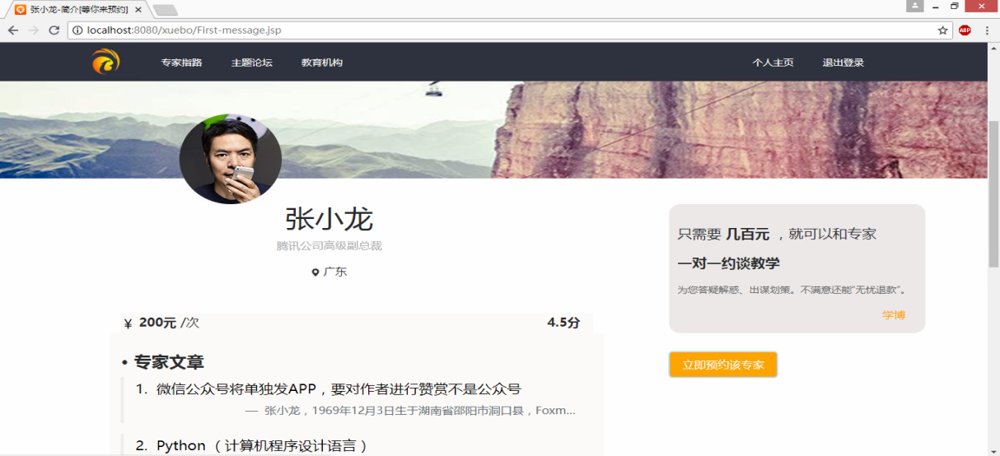 张小龙-简介[等你来预约]
localhost:8080/xuebo/First-message.jsp
ABP
专家指路 主题论坛 教育机构 个人主页 退出登录
张小龙
腾讯公司高级副总裁
广东
只需要 几百元 ，就可以和专家
一对一约谈教学
为您答疑解惑、出谋划策。不满意还能"无忧退款"。
学博
¥ 200元 /次 4.5分
立即预约该专家
• 专家文章
1. 微信公众号将单独发APP，要对作者进行赞赏不是公众号
— 张小龙，1969年12月3日生于湖南省邵阳市洞口县，Foxm...
2. Python （计算机程序设计语言）